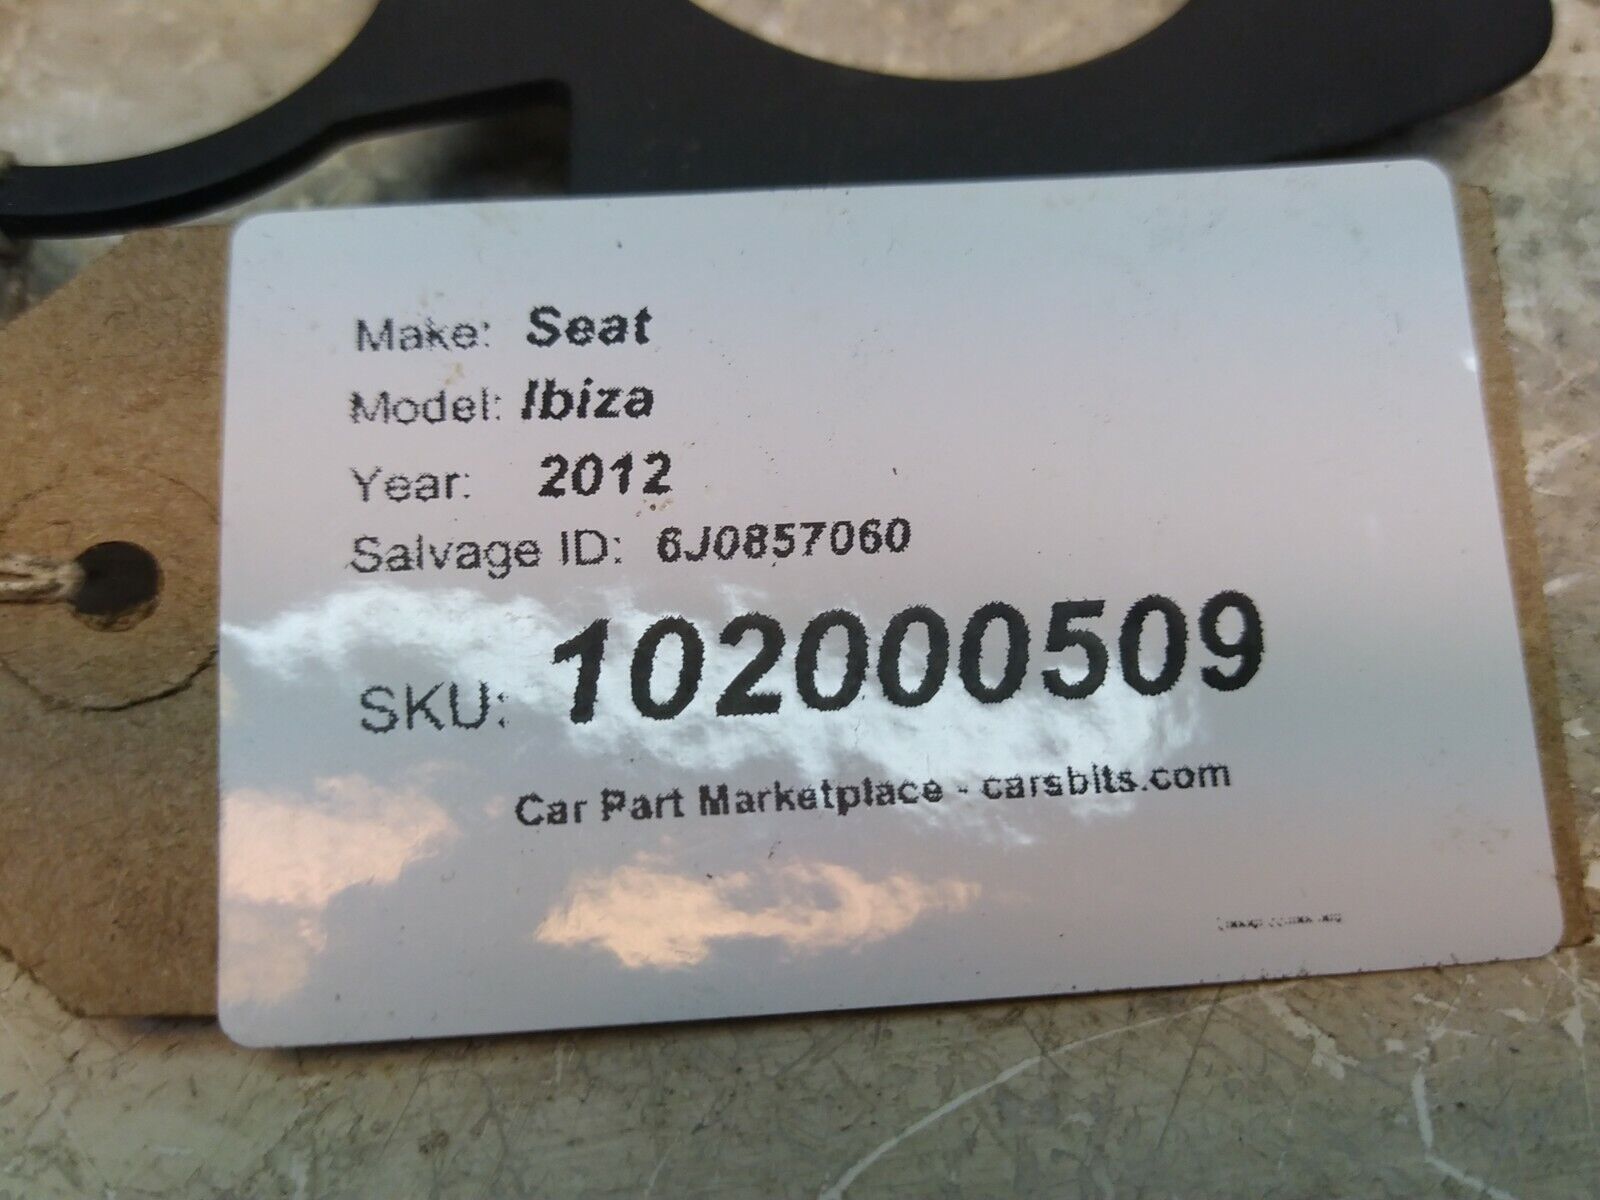 Make: Seat
Model: Ibiza
Year: 2012
Salvage ID: 6J0857060
SKU: 102000509
Car Part Marketplace - carsbits.com